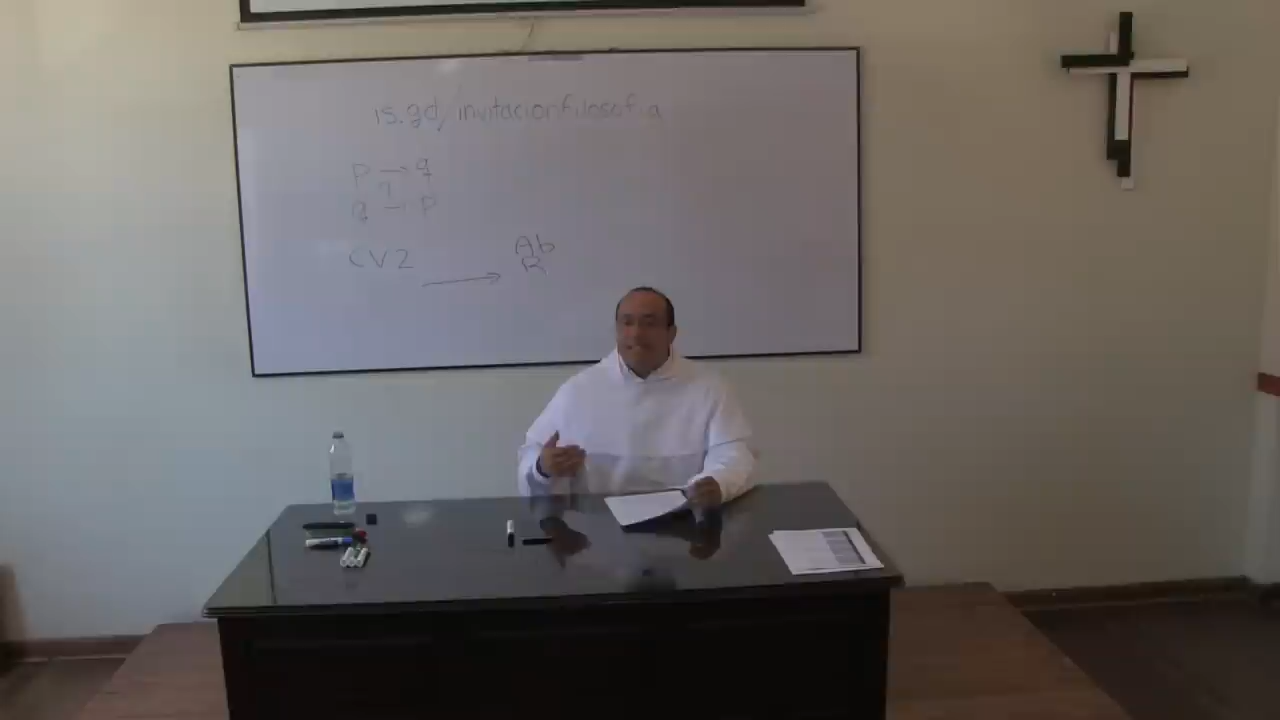 is.gd/invitacionfilosofia
p → q
?
q → p
CV2 → Ab
R